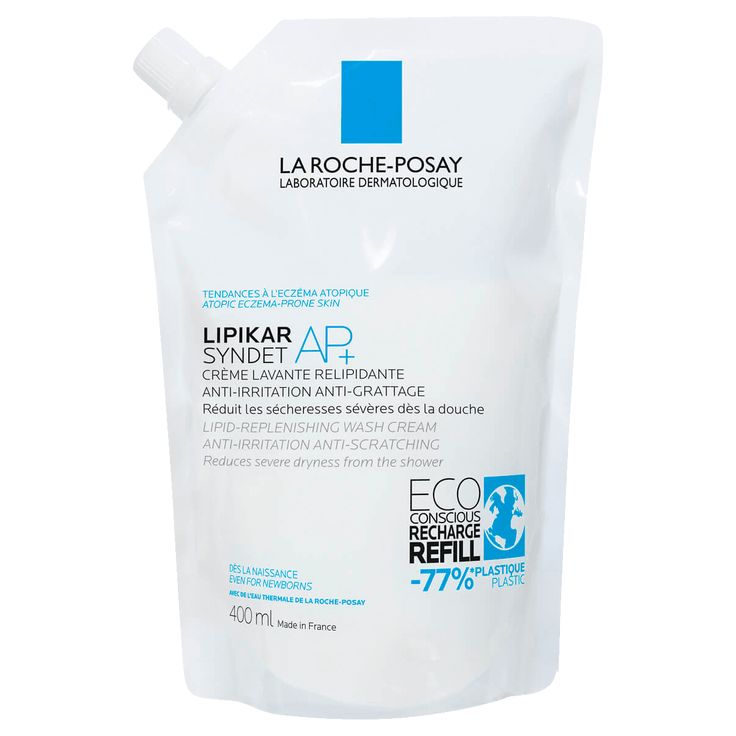 LA ROCHE-POSAY
LABORATOIRE DERMATOLOGIQUE
TENDANCES À L'ECZÉMA ATOPIQUE
ATOPIC ECZEMA-PRONE SKIN
LIPIKAR
SYNDET AP+
CRÈME LAVANTE RELIPIDANTE
ANTI-IRRITATION ANTI-GRATTAGE
Réduit les sécheresses sévères dès la douche
LIPID-REPLENISHING WASH CREAM
ANTI-IRRITATION ANTI-SCRATCHING
Reduces severe dryness from the shower
ECO
CONSCIOUS
RECHARGE
REFILL
-77%*PLASTIQUE
PLASTIC
DÈS LA NAISSANCE
EVEN FOR NEWBORNS
AVEC DE L'EAU THERMALE DE LA ROCHE-POSAY
400 ml Made in France